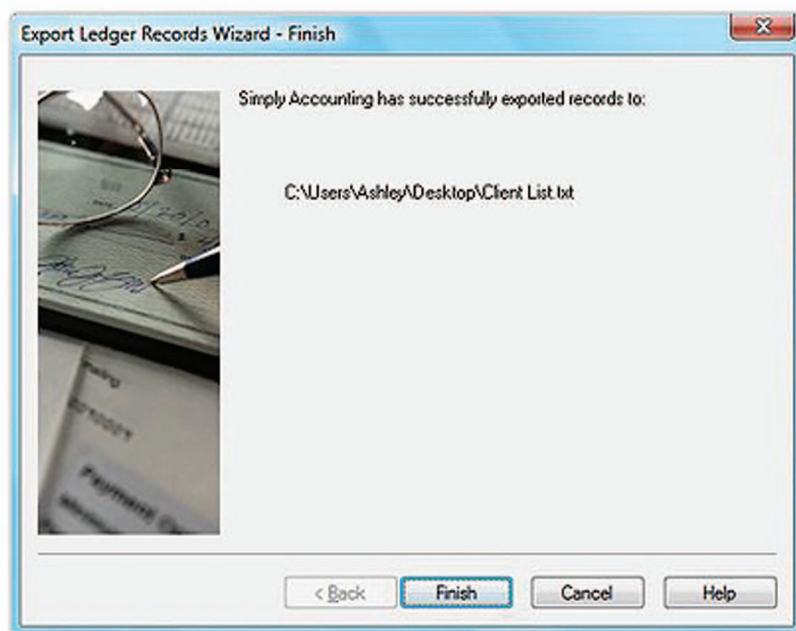 Export Ledger Records Wizard - Finish
Simply Accounting has successfully exported records to:
C:\Users\Ashley\Desktop\Client List.txt
< Back
Finish
Cancel
Help